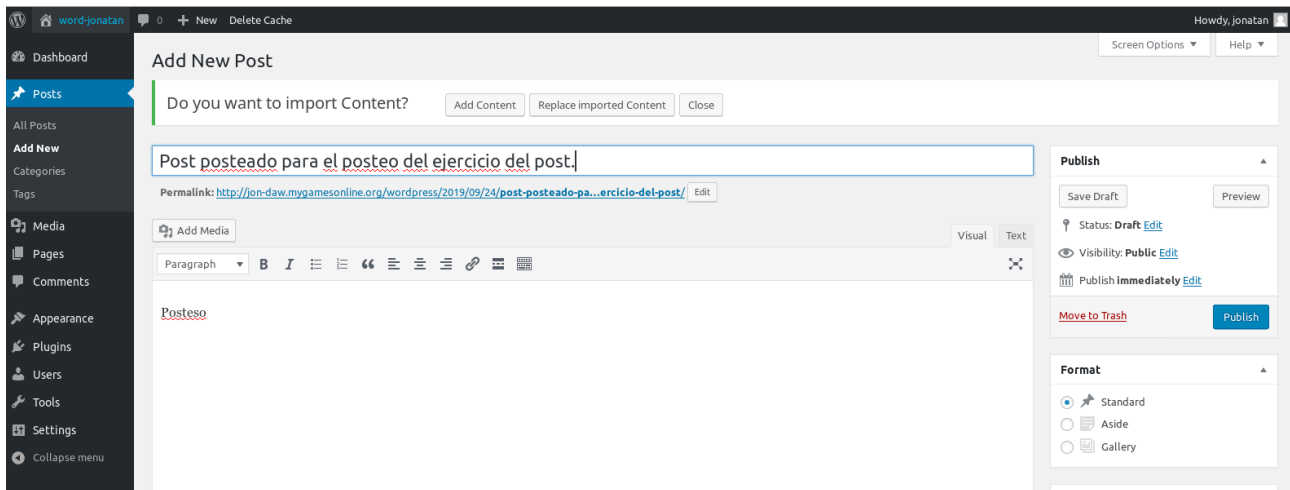 word-jonatan 0 New Delete Cache Howdy, jonatan
Screen Options Help
Dashboard
Posts
All Posts
Add New
Categories
Tags
Media
Pages
Comments
Appearance
Plugins
Users
Tools
Settings
Collapse menu
Add New Post
Do you want to import Content? Add Content Replace imported Content Close
Post posteado para el posteo del ejercicio del post.
Permalink: http://jon-daw.mygamesonline.org/wordpress/2019/09/24/post-posteado-pa…ercicio-del-post/ Edit
Add Media Visual Text
Paragraph B I
Posteso
Publish
Save Draft Preview
Status: Draft Edit
Visibility: Public Edit
Publish immediately Edit
Move to Trash Publish
Format
Standard
Aside
Gallery